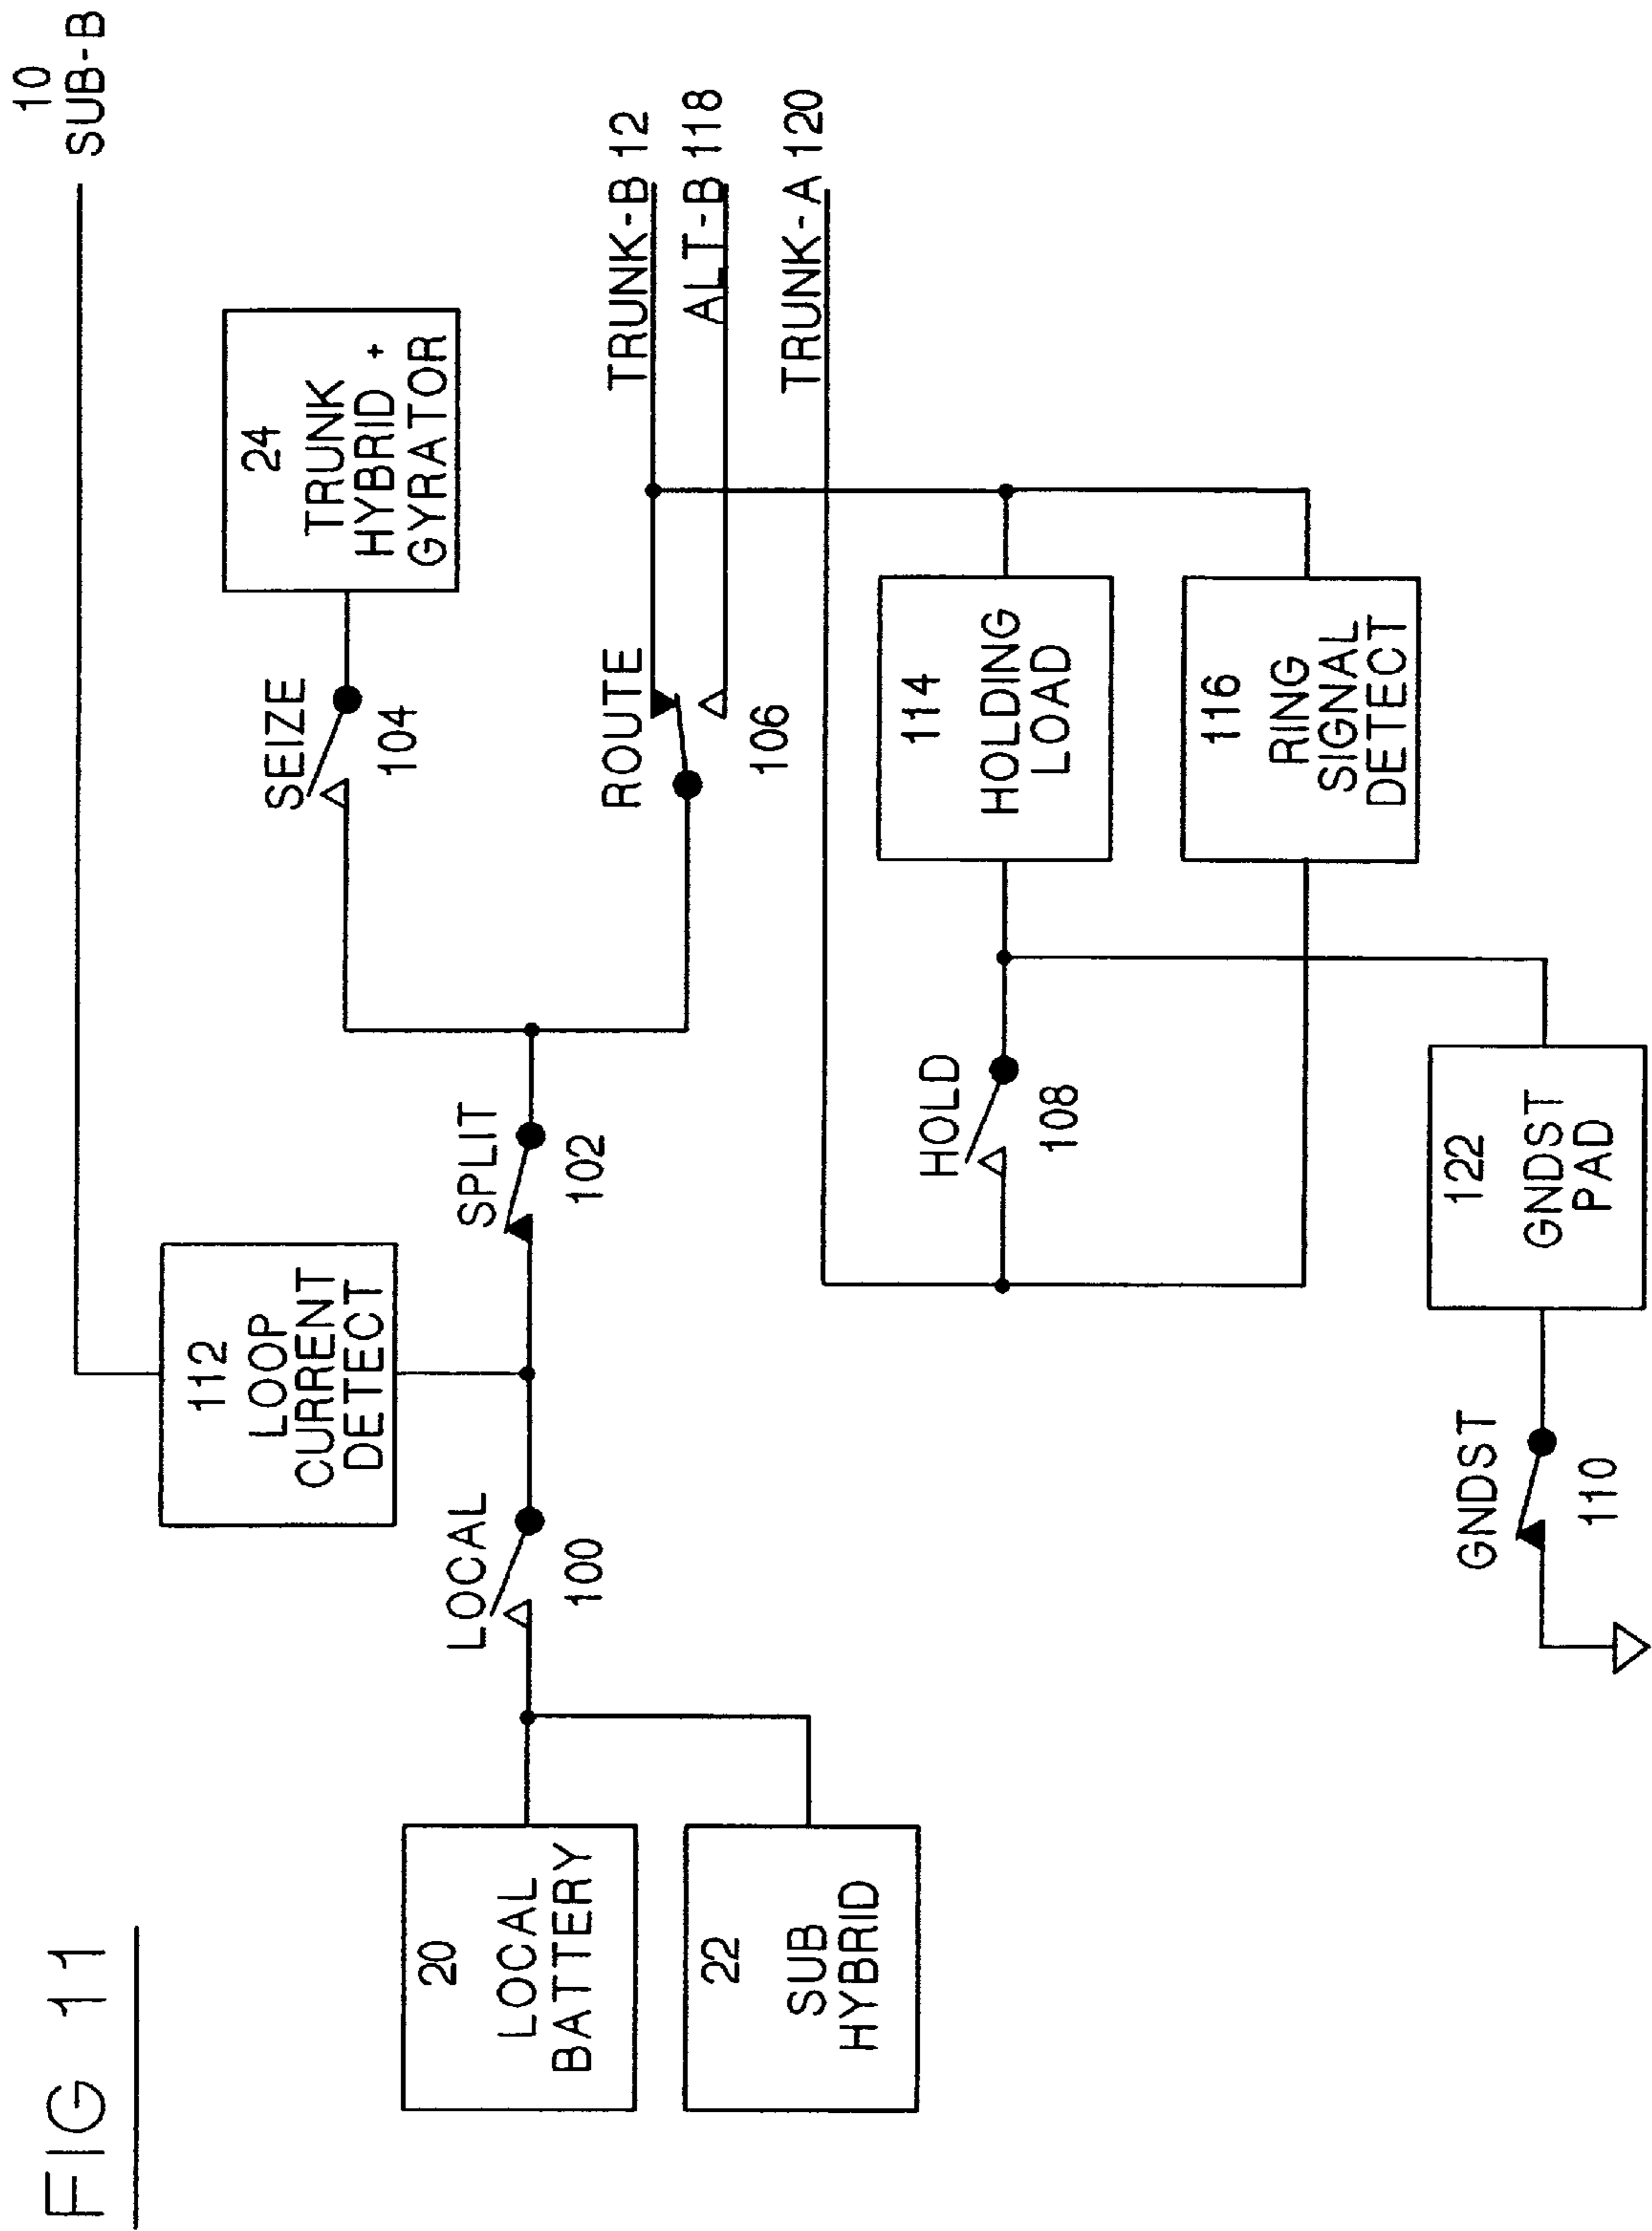 FIG 11
10
SUB-B
112
LOOP
CURRENT
DETECT
24
TRUNK
HYBRID +
GYRATOR
SEIZE
104
LOCAL
100
SPLIT
102
ROUTE
106
TRUNK-B 12
ALT-B 118
TRUNK-A 120
20
LOCAL
BATTERY
22
SUB
HYBRID
HOLD
108
114
HOLDING
LOAD
116
RING
SIGNAL
DETECT
GNDST
110
122
GNDST
PAD